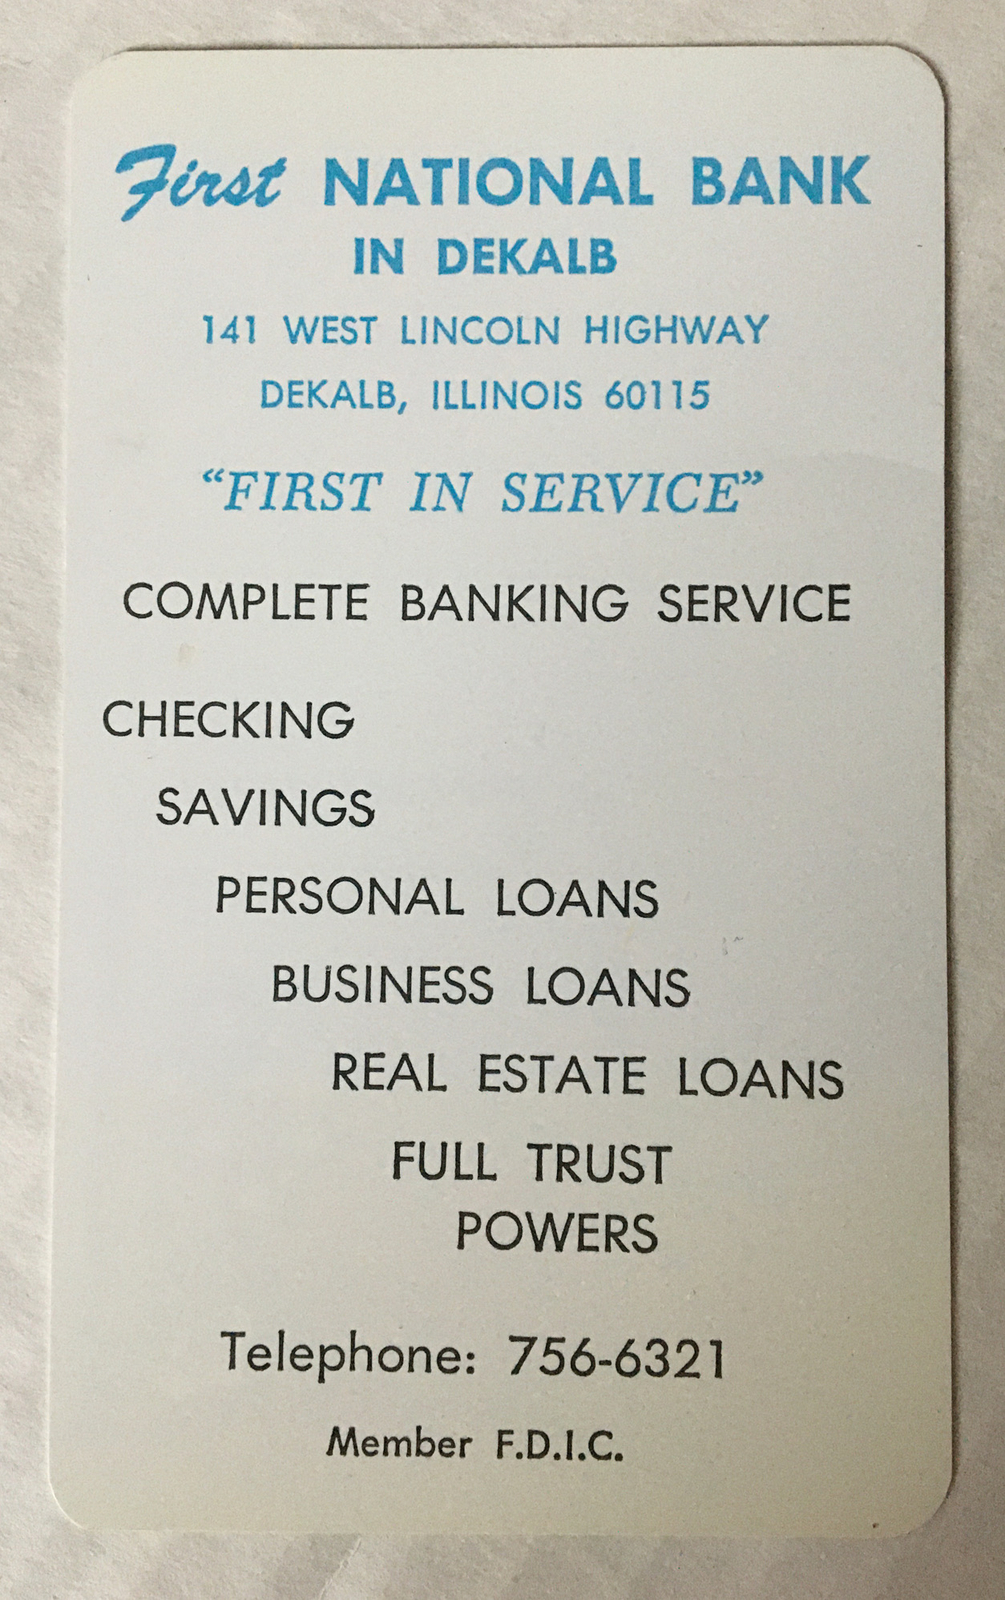 First NATIONAL BANK
IN DEKALB
141 WEST LINCOLN HIGHWAY
DEKALB, ILLINOIS 60115
“FIRST IN SERVICE”
COMPLETE BANKING SERVICE
CHECKING
SAVINGS
PERSONAL LOANS
BUSINESS LOANS
REAL ESTATE LOANS
FULL TRUST
POWERS
Telephone: 756-6321
Member F.D.I.C.